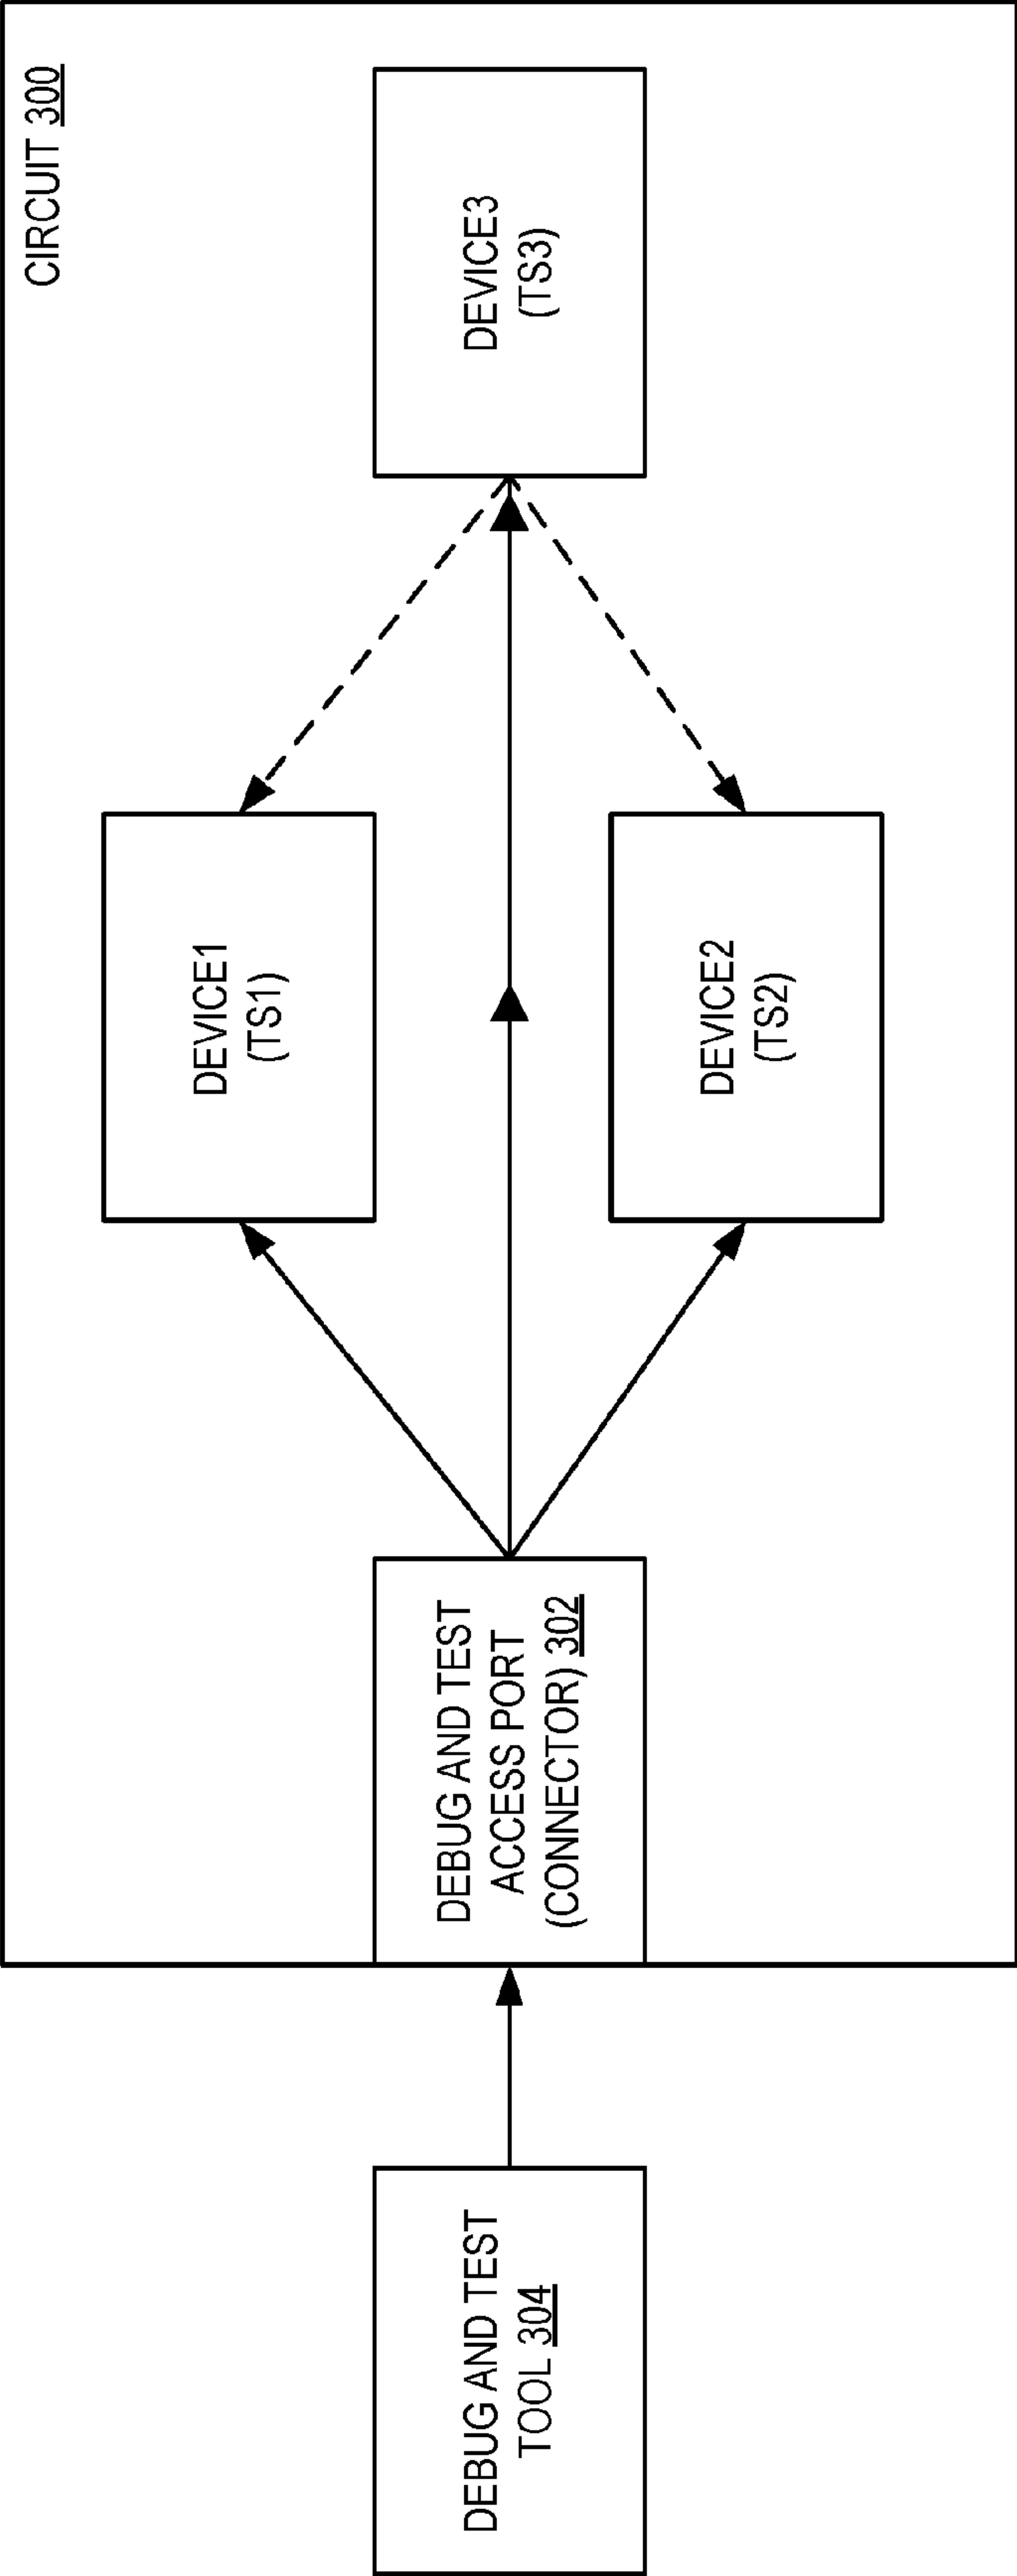 CIRCUIT 300
DEBUG AND TEST
TOOL 304
DEBUG AND TEST
ACCESS PORT
(CONNECTOR) 302
DEVICE1
(TS1)
DEVICE2
(TS2)
DEVICE3
(TS3)